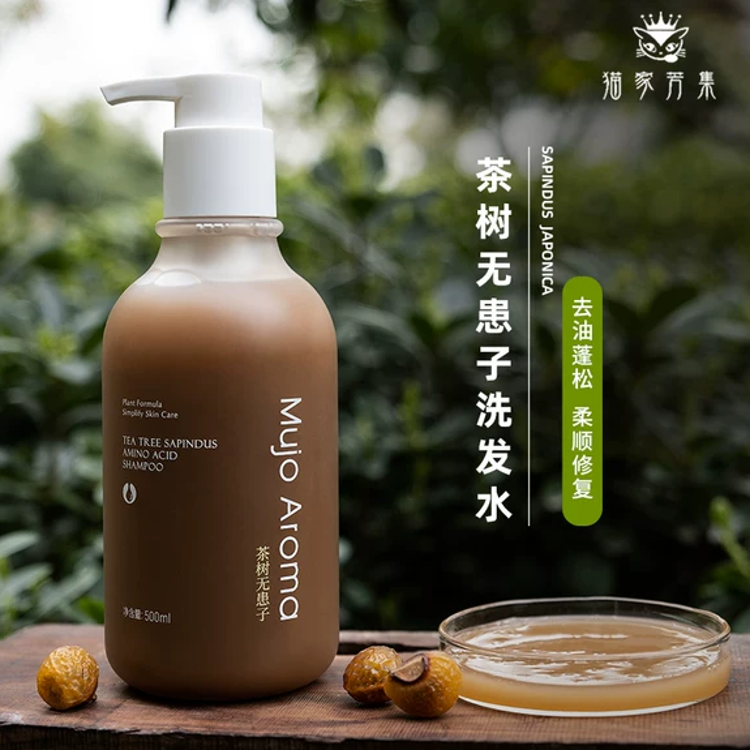 猫家芳集
茶树无患子洗发水
SAPINDUS JAPONICA
去油蓬松 柔顺修复
Plant Formula
Simplify Skin Care
TEA TREE SAPINDUS
AMINO ACID
SHAMPOO
Mujo Aroma
茶树无患子
净含量: 500ml